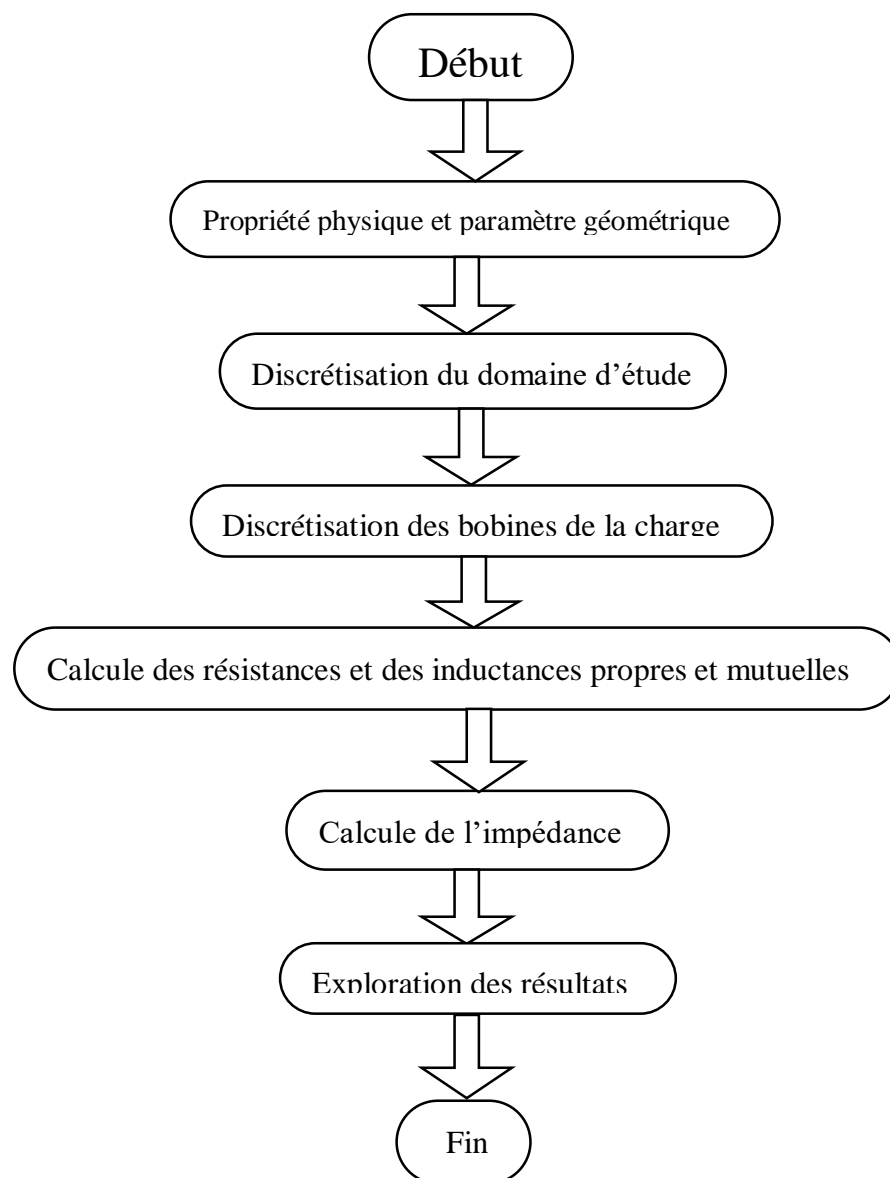 Début
Propriété physique et paramètre géométrique
Discrétisation du domaine d’étude
Discrétisation des bobines de la charge
Calcule des résistances et des inductances propres et mutuelles
Calcule de l’impédance
Exploration des résultats
Fin